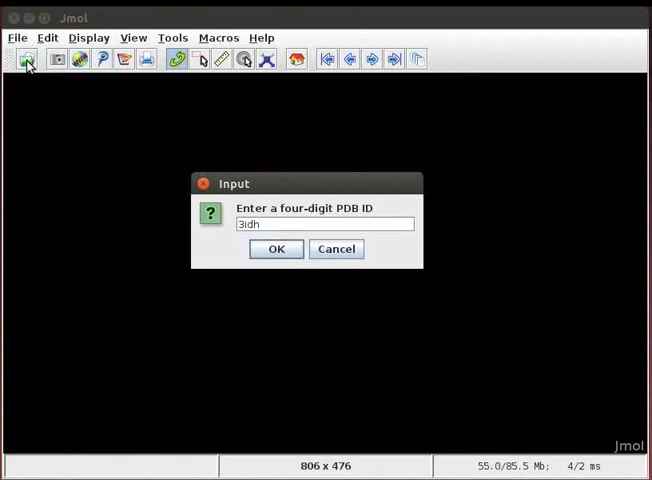 Jmol
File Edit Display View Tools Macros Help
Input
Enter a four-digit PDB ID
?
3idh
OK Cancel
Jmol
806 x 476 55.0/85.5 Mb; 4/2 ms